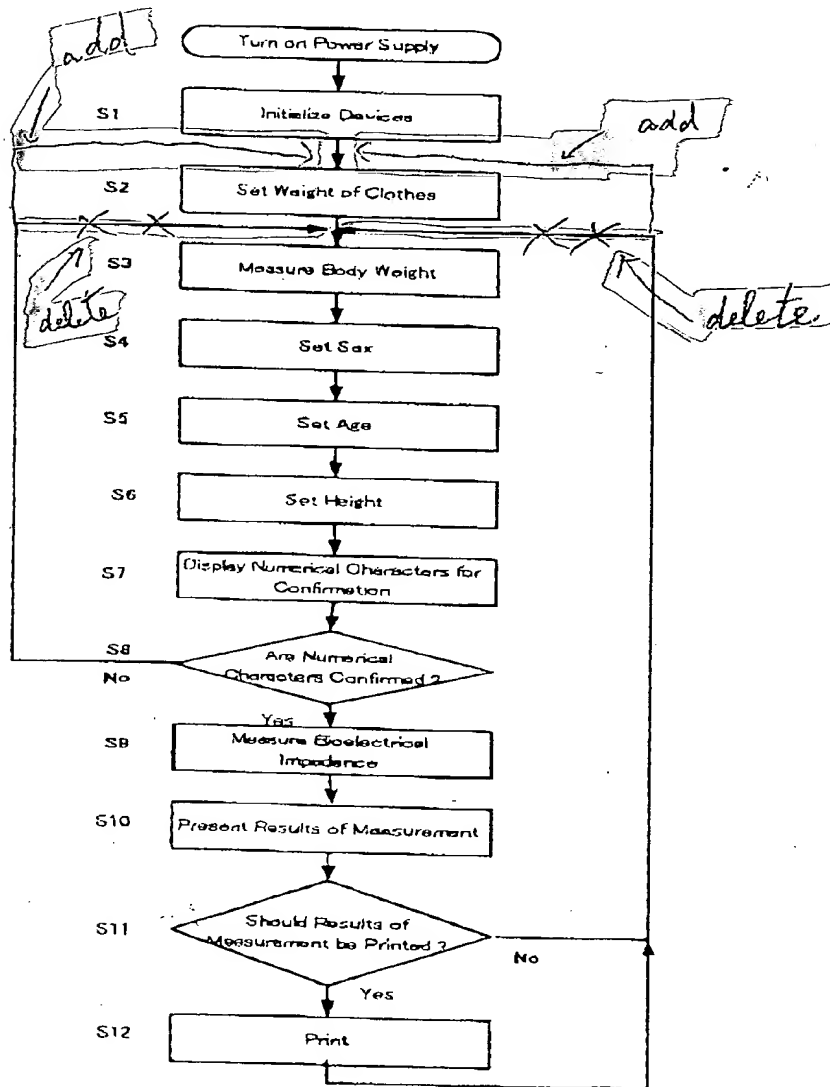 add
Turn on Power Supply
S1
Initialize Devices
add
S2
Set Weight of Clothes
S3
Measure Body Weight
delete
delete.
S4
Set Sex
S5
Set Age
S6
Set Height
S7
Display Numerical Characters for
Confirmation
S8
No
Are Numerical
Characters Confirmed ?
Yes
S9
Measure Bioelectrical
Impedance
S10
Present Results of Measurement
S11
Should Results of
Measurement be Printed ?
No
Yes
S12
Print